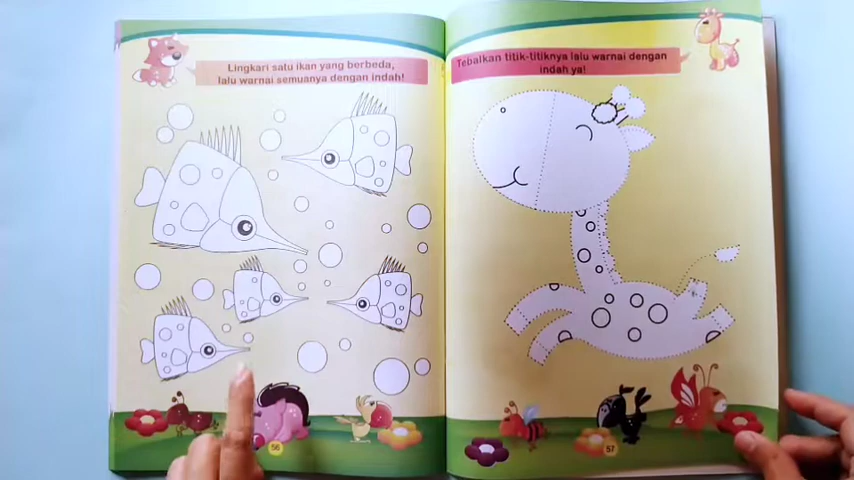 Lingkari satu ikan yang berbeda,
lalu warnai semuanya dengan indah!
Tebalkan titik-titiknya lalu warnai dengan
indah ya!
56
57